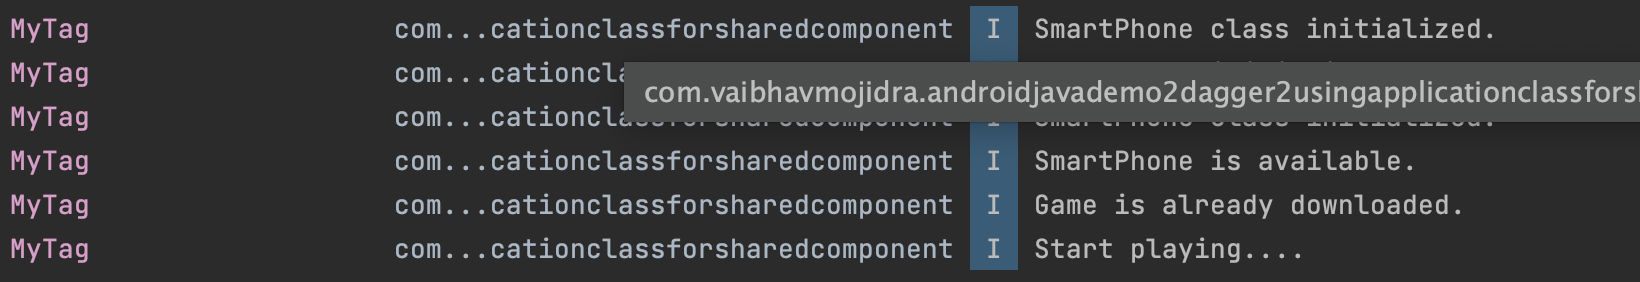 MyTag com...cationclassforsharedcomponent I SmartPhone class initialized.
MyTag com...cationcla
com.vaibhavmojidra.androidjavademo2dagger2usingapplicationclassforsh
MyTag com...cationclassforsharedcomponent I
MyTag com...cationclassforsharedcomponent I SmartPhone is available.
MyTag com...cationclassforsharedcomponent I Game is already downloaded.
MyTag com...cationclassforsharedcomponent I Start playing....